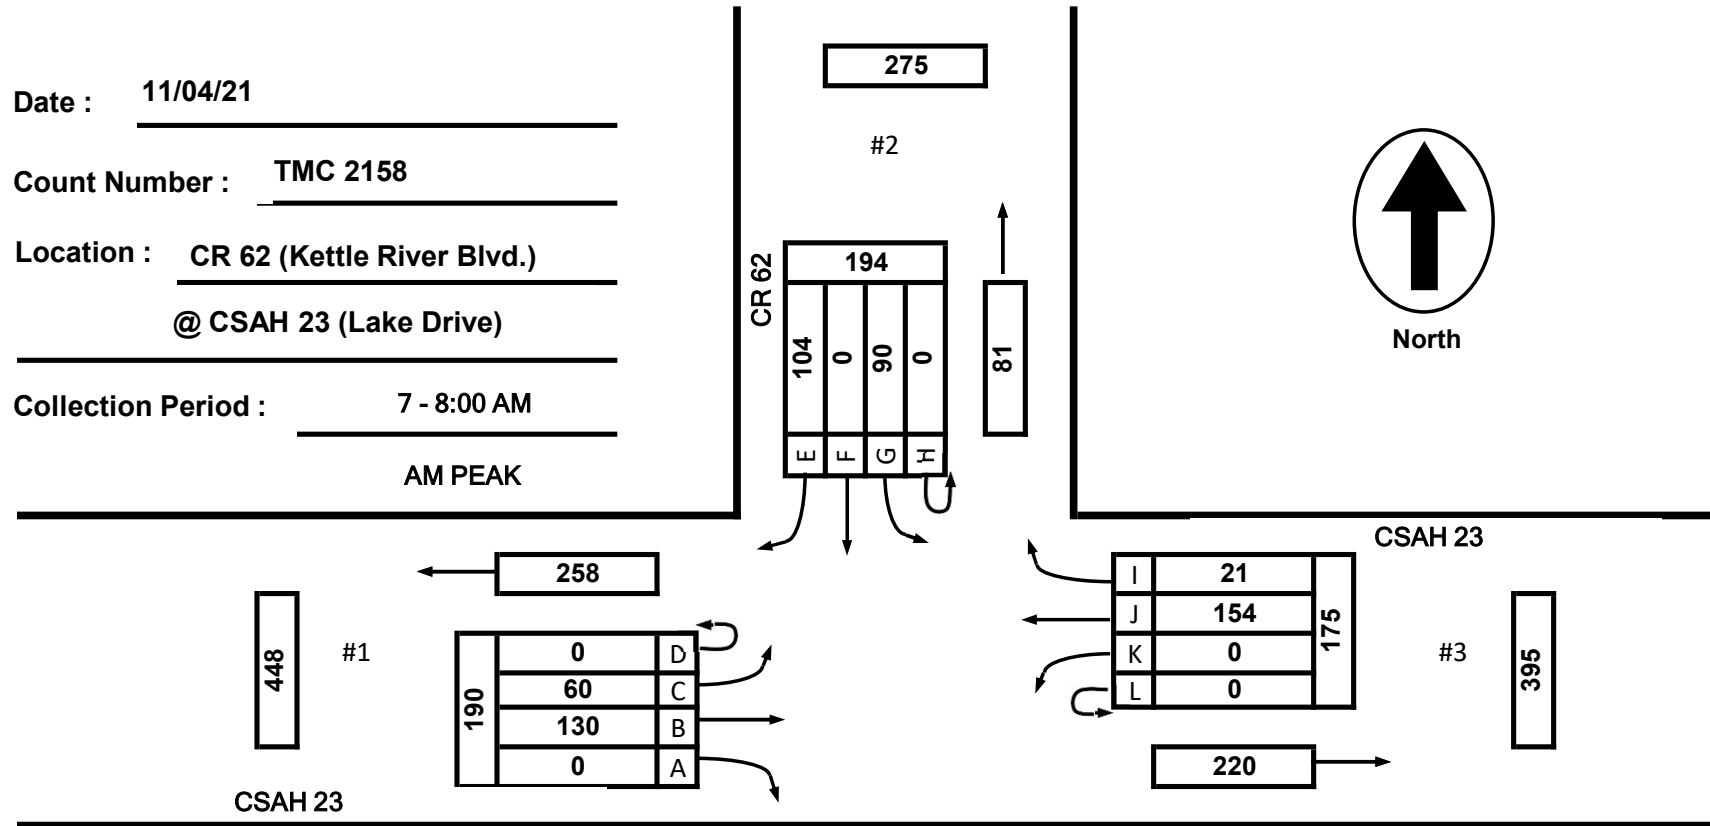 Date : 11/04/21
Count Number : TMC 2158
Location : CR 62 (Kettle River Blvd.)
@ CSAH 23 (Lake Drive)
Collection Period : 7 - 8:00 AM
AM PEAK
275
#2
CR 62
194
104 0 90 0
E F G H
81
North
CSAH 23
258
448
#1
190
0 D
60 C
130 B
0 A
CSAH 23
I 21
J 154
K 0
L 0
175
#3
395
220